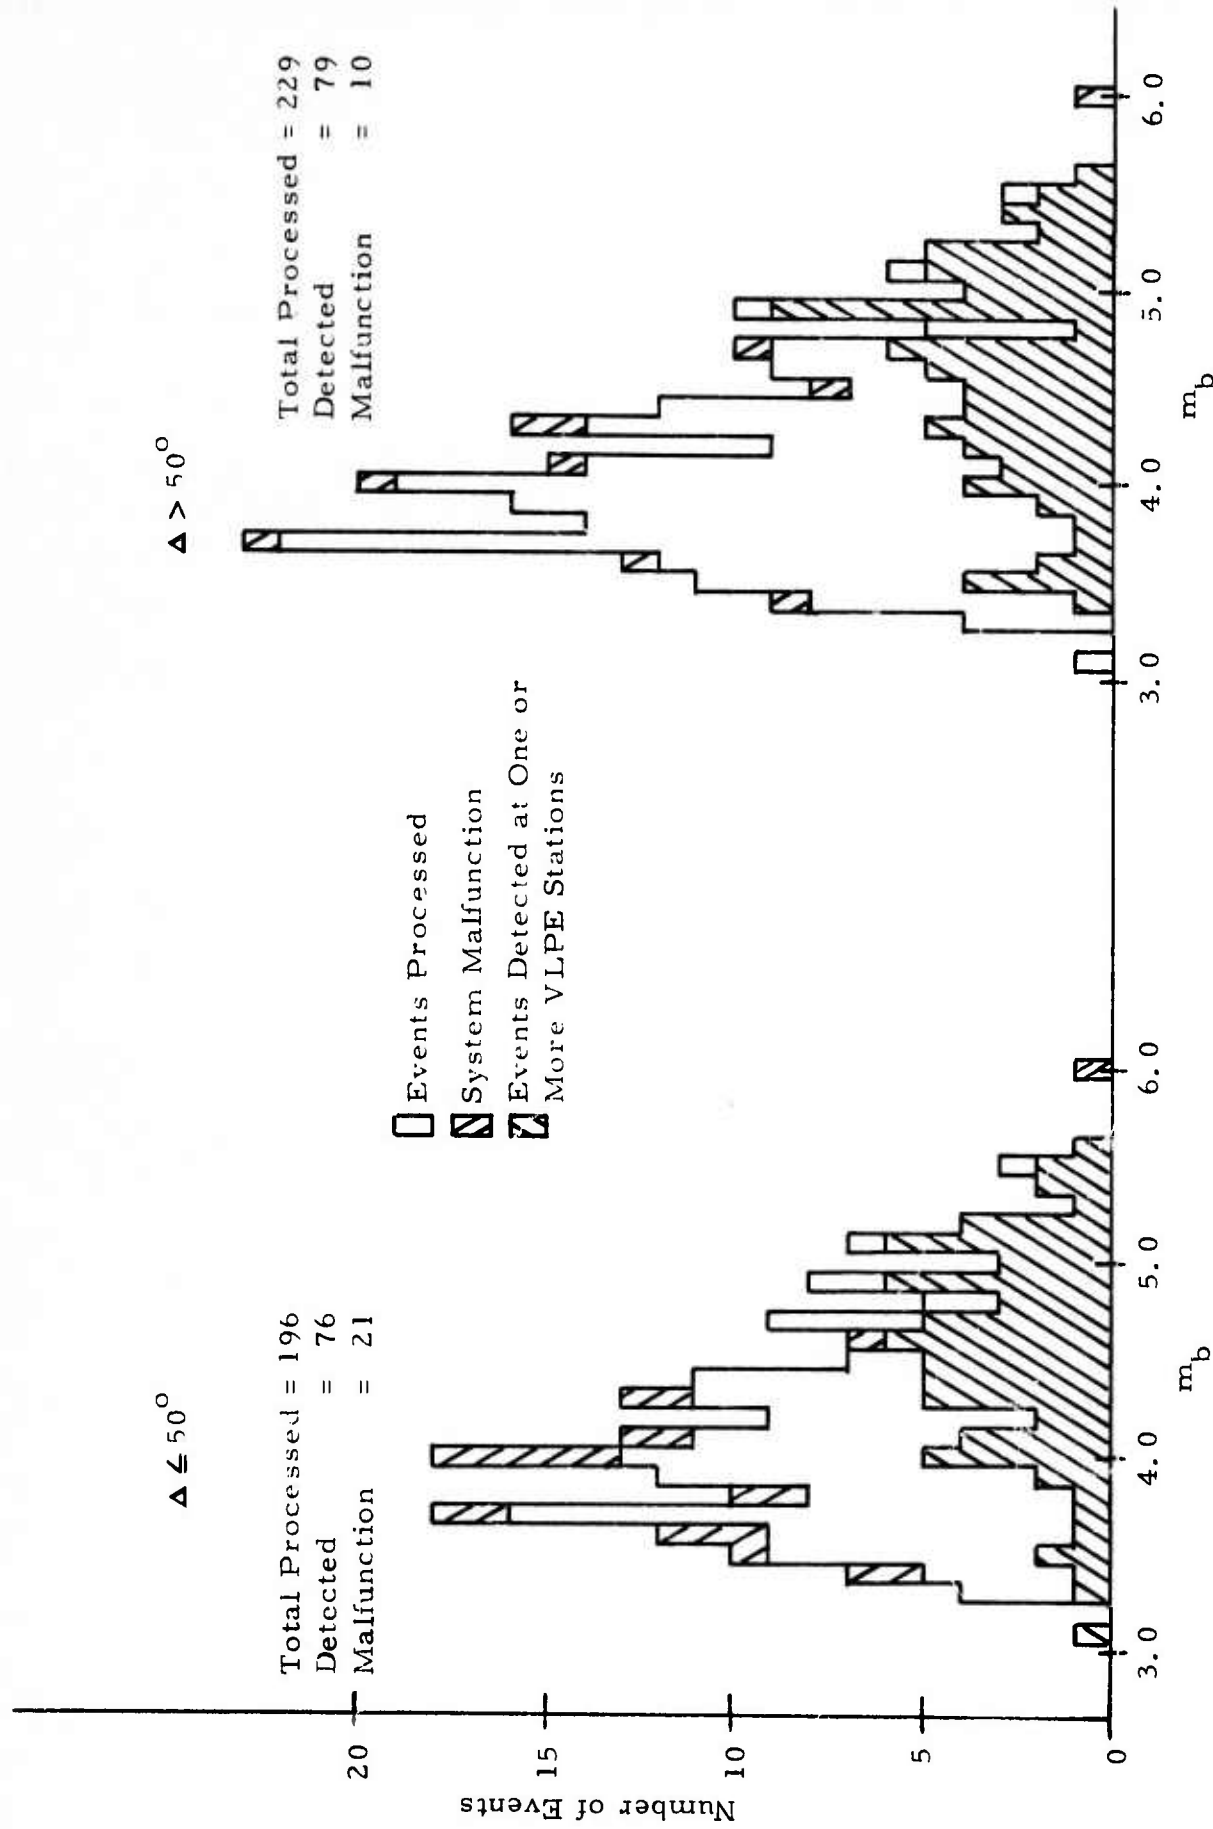 Δ ≤ 50°
Total Processed = 196
Detected = 76
Malfunction = 21
Δ > 50°
Total Processed = 229
Detected = 79
Malfunction = 10
Events Processed
System Malfunction
Events Detected at One or
More VLPE Stations
Number of Events
20
15
10
5
0
3.0 4.0 5.0 6.0
m_b
3.0 4.0 5.0 6.0
m_b